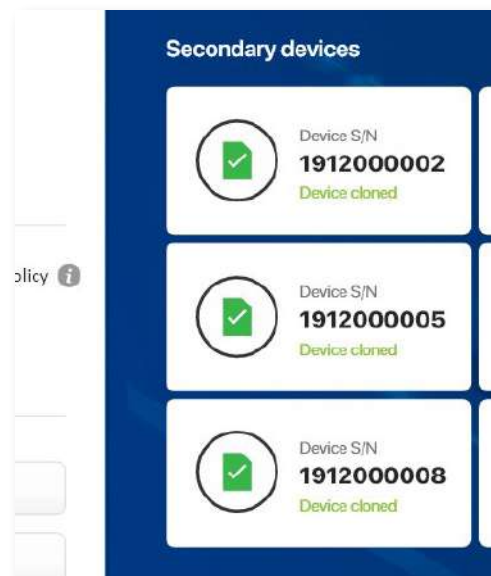 Secondary devices
Device S/N
1912000002
Device cloned
olicy
Device S/N
1912000005
Device cloned
Device S/N
1912000008
Device cloned